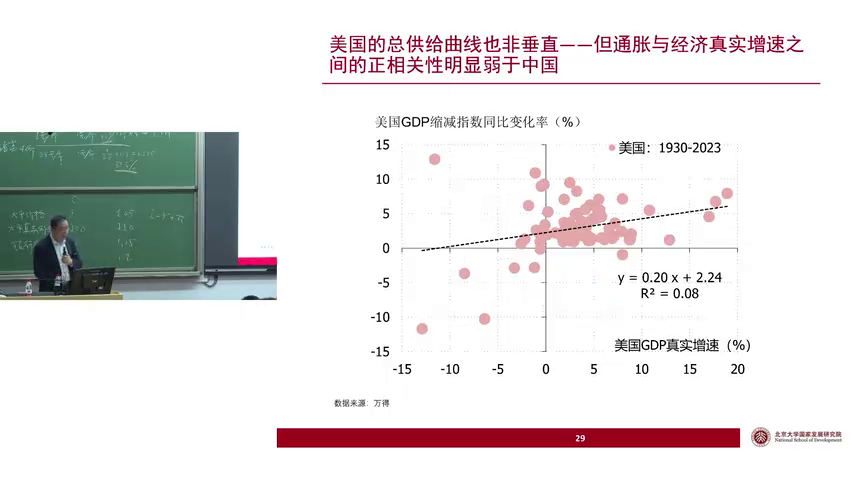 美国的总供给曲线也非垂直——但通胀与经济真实增速之
间的正相关性明显弱于中国
美国GDP缩减指数同比变化率（%）
美国：1930-2023
15
10
5
0
-5
-10
-15
y = 0.20 x + 2.24
R² = 0.08
美国GDP真实增速（%）
-15 -10 -5 0 5 10 15 20
数据来源：万得
29
北京大学国家发展研究院
National School of Development